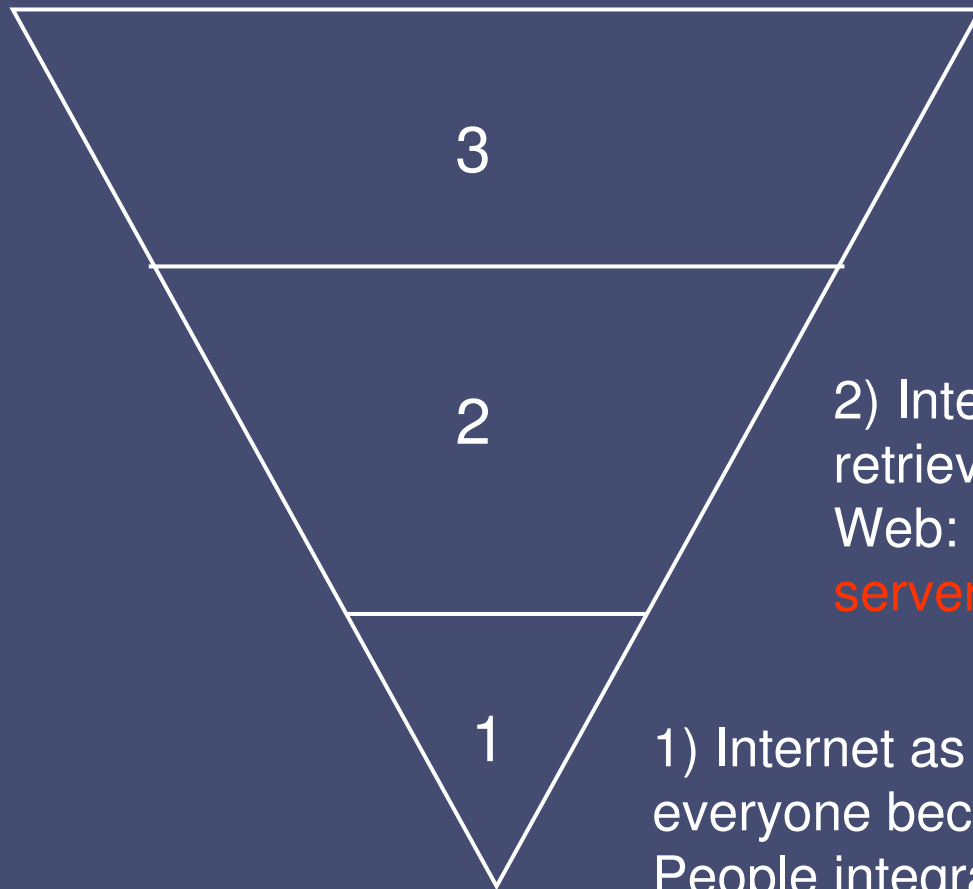 3
2
2) Inte
retriev
Web:
server
1
1) Internet as
everyone bec
People integra